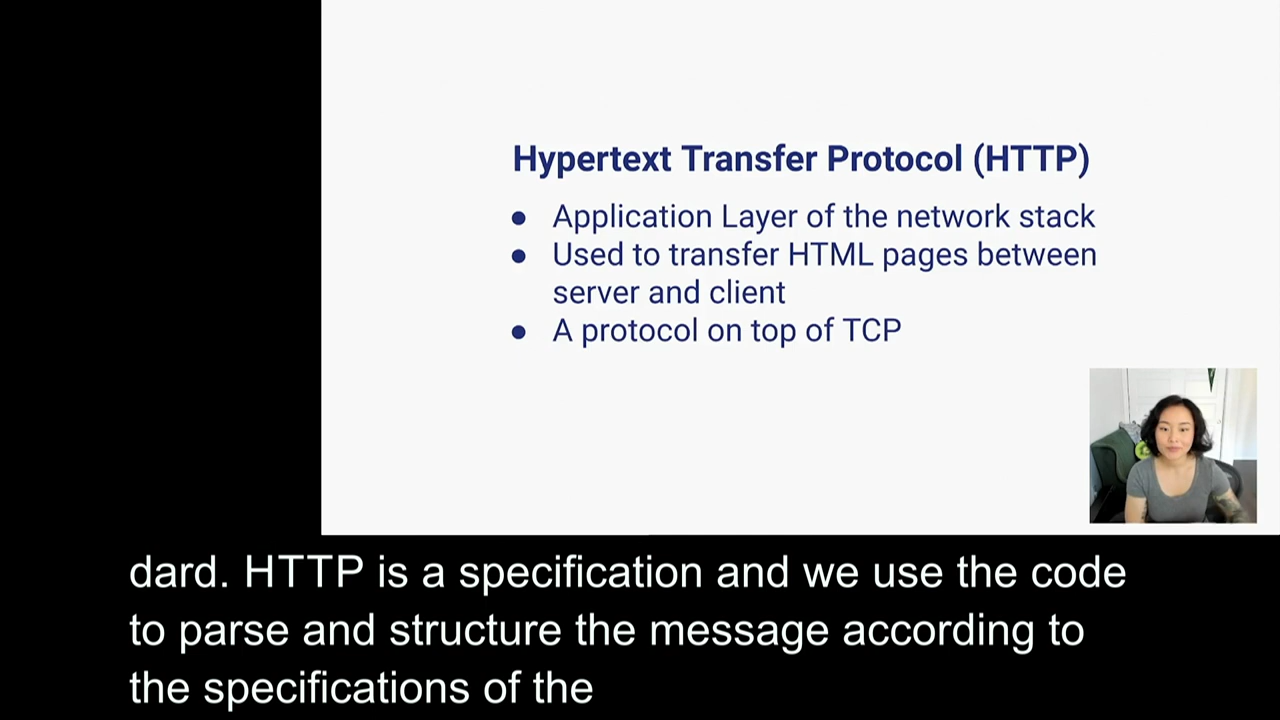 Hypertext Transfer Protocol (HTTP)
● Application Layer of the network stack
● Used to transfer HTML pages between
server and client
● A protocol on top of TCP
dard. HTTP is a specification and we use the code
to parse and structure the message according to
the specifications of the